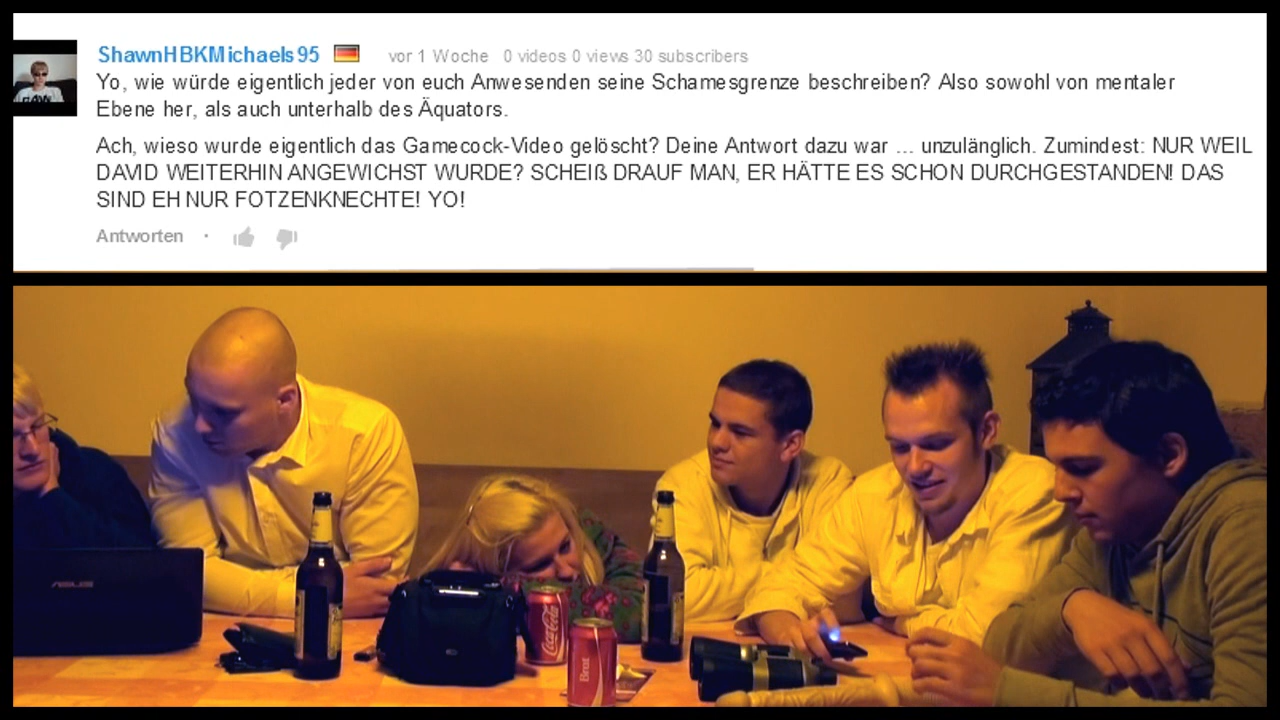 ShawnHBKMichaels95 vor 1 Woche 0 videos 0 views 30 subscribers
Yo, wie würde eigentlich jeder von euch Anwesenden seine Schamesgrenze beschreiben? Also sowohl von mentaler
Ebene her, als auch unterhalb des Äquators.
Ach, wieso wurde eigentlich das Gamecock-Video gelöscht? Deine Antwort dazu war ... unzulänglich. Zumindest: NUR WEIL
DAVID WEITERHIN ANGEWICHST WURDE? SCHEIß DRAUF MAN, ER HÄTTE ES SCHON DURCHGESTANDEN! DAS
SIND EH NUR FOTZENKNECHTE! YO!
Antworten ·
ASUS
Coca-Cola
Brut